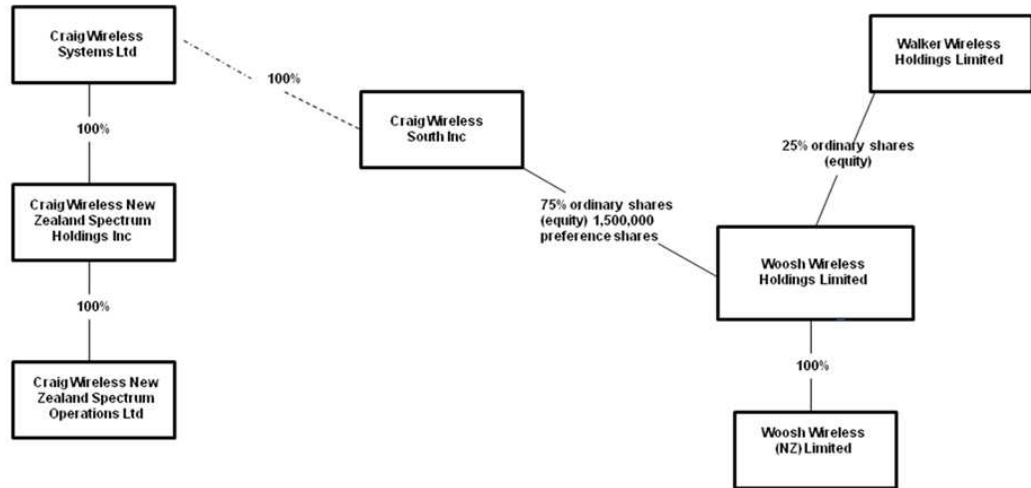 Craig Wireless
Systems Ltd
Walker Wireless
Holdings Limited
100%
Craig Wireless
South Inc
100%
25% ordinary shares
(equity)
Craig Wireless New
Zealand Spectrum
Holdings Inc
75% ordinary shares
(equity) 1,500,000
preference shares
Woosh Wireless
Holdings Limited
100%
100%
Craig Wireless New
Zealand Spectrum
Operations Ltd
Woosh Wireless
(NZ) Limited